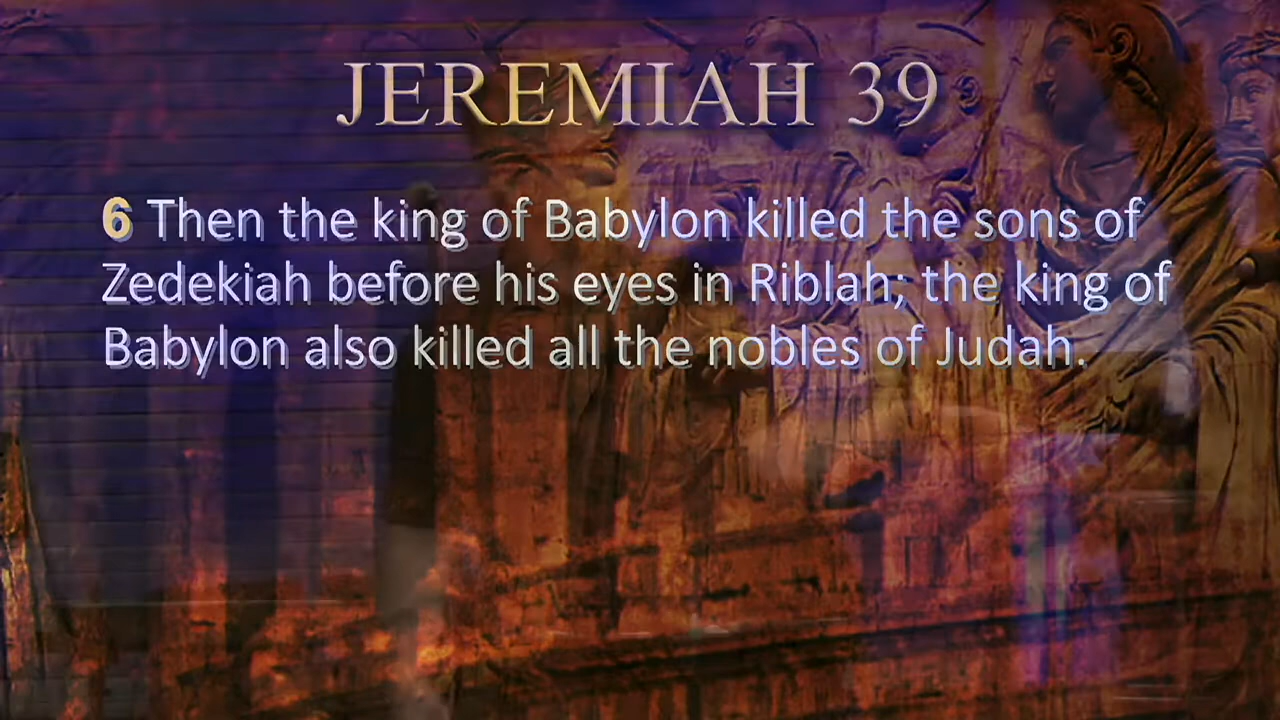 JEREMIAH 39
6 Then the king of Babylon killed the sons of
Zedekiah before his eyes in Riblah; the king of
Babylon also killed all the nobles of Judah.